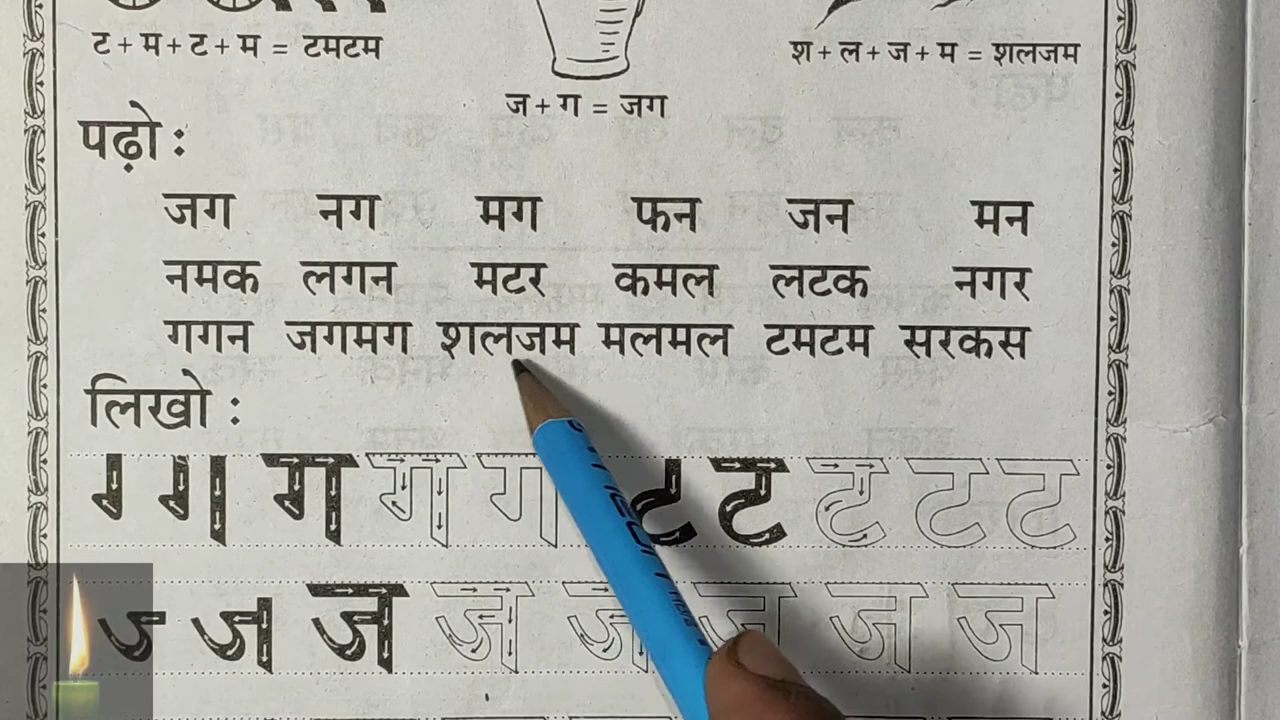 ट + म + ट + म = टमटम
श + ल + ज + म = शलजम
ज + ग = जग
पढ़ो :
जग नग मग फन जन मन
नमक लगन मटर कमल लटक नगर
गगन जगमग शलजम मलमल टमटम सरकस
लिखो :
ग ग ग ट ट ट ट ट
ज ज ज ज ज ज